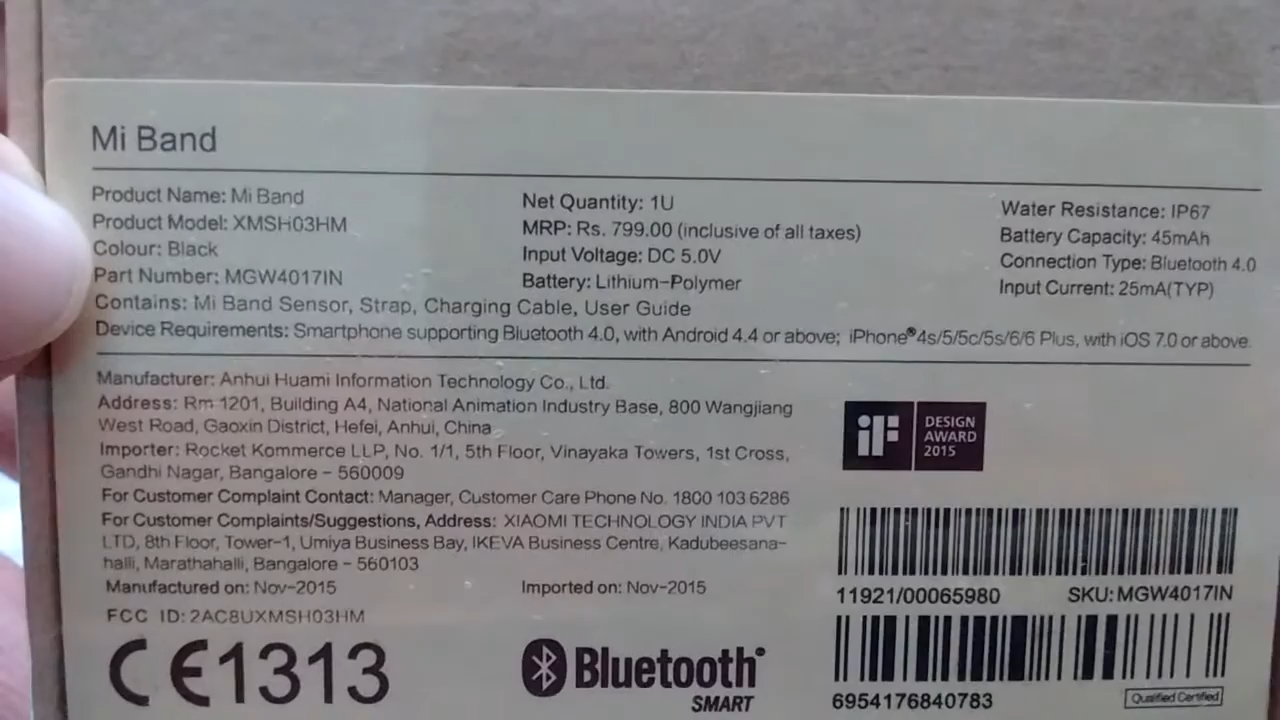 Mi Band
Product Name: Mi Band
Product Model: XMSH03HM
Colour: Black
Part Number: MGW4017IN
Net Quantity: 1U
MRP: Rs. 799.00 (inclusive of all taxes)
Input Voltage: DC 5.0V
Battery: Lithium-Polymer
Water Resistance: IP67
Battery Capacity: 45mAh
Connection Type: Bluetooth 4.0
Input Current: 25mA(TYP)
Contains: Mi Band Sensor, Strap, Charging Cable, User Guide
Device Requirements: Smartphone supporting Bluetooth 4.0, with Android 4.4 or above; iPhone®4s/5/5c/5s/6/6 Plus, with iOS 7.0 or above.
Manufacturer: Anhui Huami Information Technology Co., Ltd.
Address: Rm 1201, Building A4, National Animation Industry Base, 800 Wangjiang
West Road, Gaoxin District, Hefei, Anhui, China
Importer: Rocket Kommerce LLP, No. 1/1, 5th Floor, Vinayaka Towers, 1st Cross,
Gandhi Nagar, Bangalore - 560009
For Customer Complaint Contact: Manager, Customer Care Phone No. 1800 103 6286
For Customer Complaints/Suggestions, Address: XIAOMI TECHNOLOGY INDIA PVT
LTD, 8th Floor, Tower-1, Umiya Business Bay, IKEVA Business Centre, Kadubeesana-
halli, Marathahalli, Bangalore - 560103
Manufactured on: Nov-2015
Imported on: Nov-2015
FCC ID: 2AC8UXMSH03HM
CE1313
Bluetooth®
SMART
iF
DESIGN
AWARD
2015
11921/00065980
SKU: MGW4017IN
6954176840783
Qualified Certified